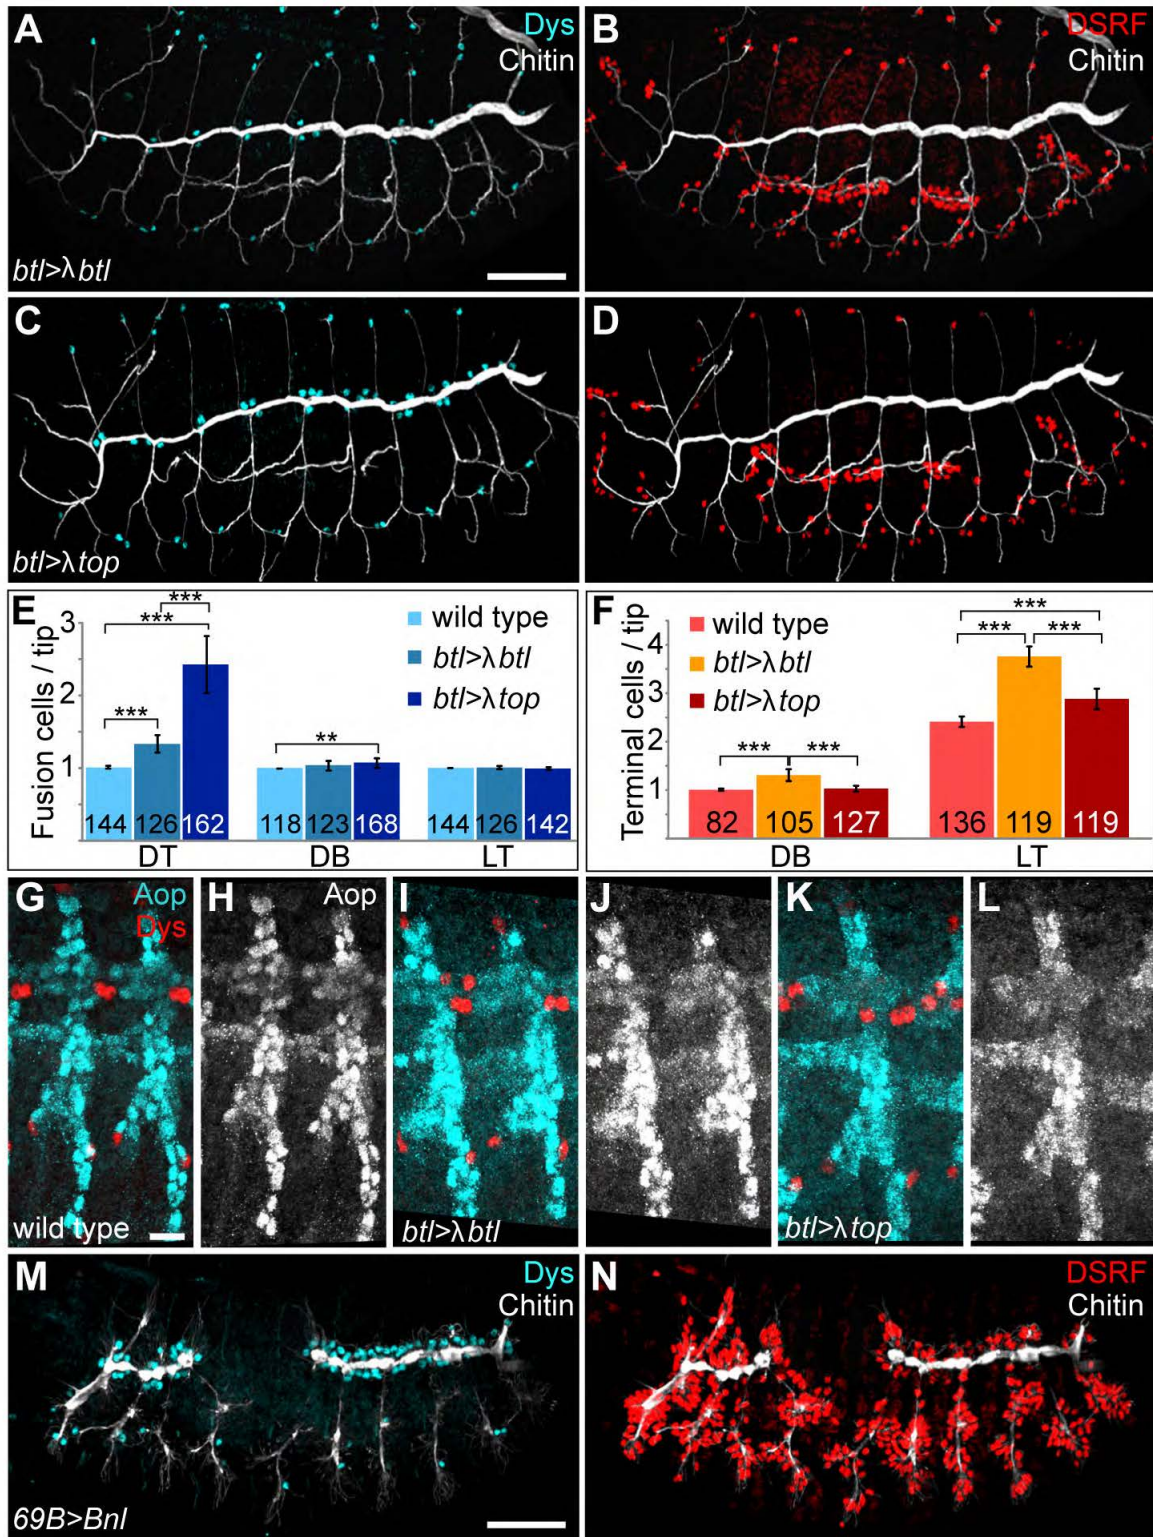 A
Dys
Chitin
btl>λbtl
B
DSRF
Chitin
C
btl>λtop
D
E
Fusion cells / tip
3
2
1
***
***
***
**
wild type
btl>λbtl
btl>λtop
144 126 162 118 123 168 144 126 142
DT DB LT
F
Terminal cells / tip
4
3
2
1
***
***
***
***
***
wild type
btl>λbtl
btl>λtop
82 105 127 136 119 119
DB LT
G
Aop
Dys
wild type
H
Aop
I
btl>λbtl
J
K
btl>λtop
L
M
Dys
Chitin
69B>Bnl
N
DSRF
Chitin